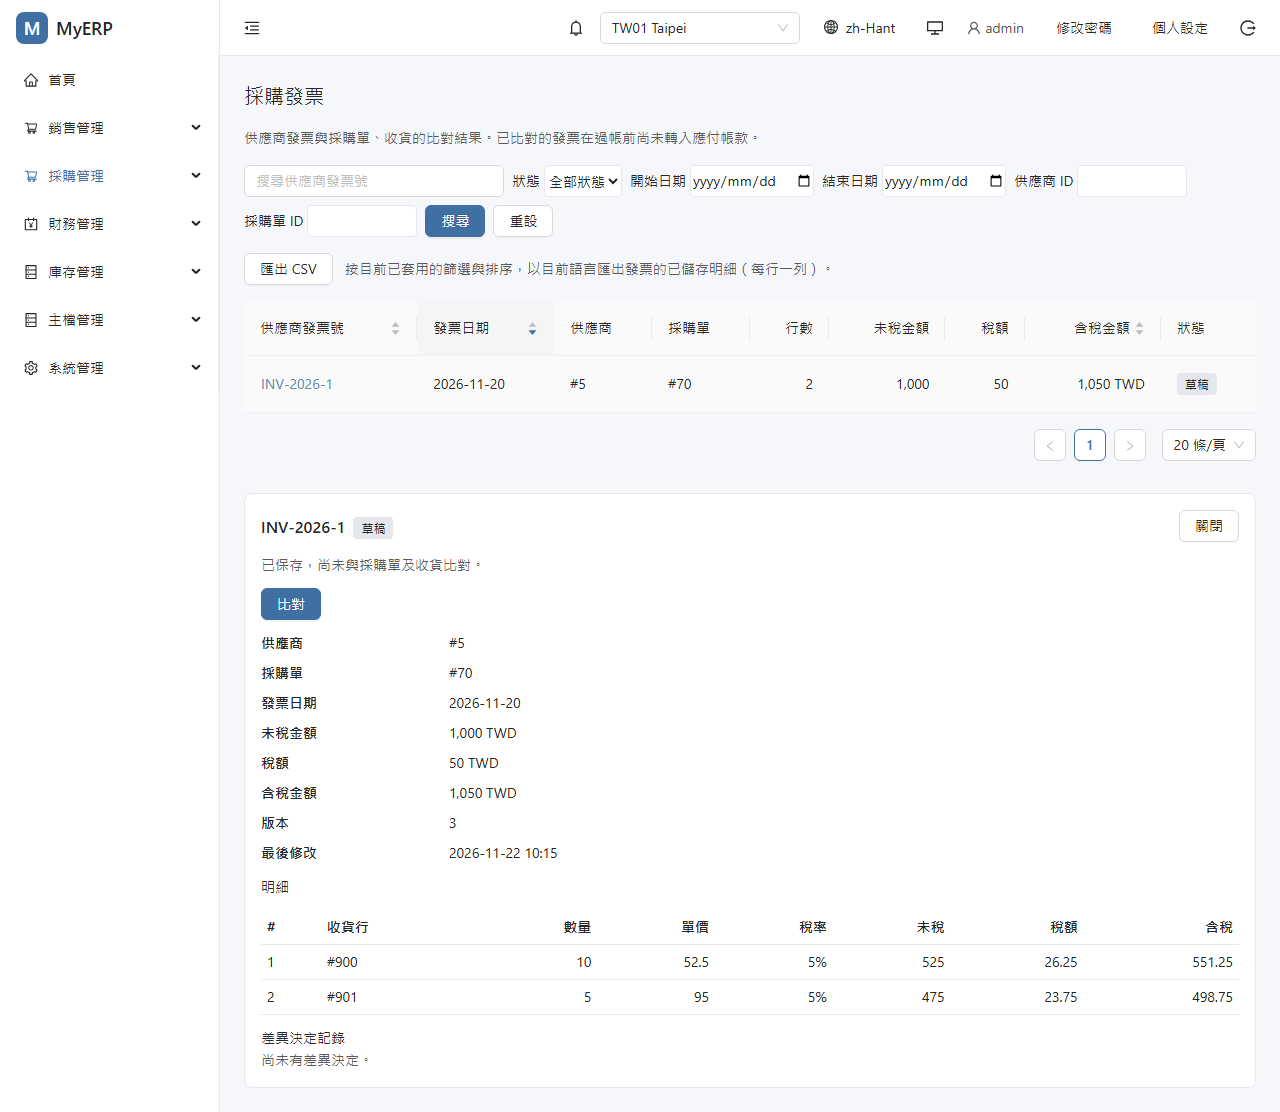 M MyERP
TW01 Taipei
zh-Hant
admin
修改密碼
個人設定
首頁
銷售管理
採購管理
財務管理
庫存管理
主檔管理
系統管理
採購發票
供應商發票與採購單、收貨的比對結果。已比對的發票在過帳前尚未轉入應付帳款。
搜尋供應商發票號 狀態 全部狀態 開始日期 yyyy/mm/dd 結束日期 yyyy/mm/dd 供應商 ID
採購單 ID 搜尋 重設
匯出 CSV 按目前已套用的篩選與排序，以目前語言匯出發票的已儲存明細（每行一列）。
供應商發票號 發票日期 供應商 採購單 行數 未稅金額 稅額 含稅金額 狀態
INV-2026-1 2026-11-20 #5 #70 2 1,000 50 1,050 TWD 草稿
< 1 > 20 條/頁
INV-2026-1 草稿 關閉
已保存，尚未與採購單及收貨比對。
比對
供應商 #5
採購單 #70
發票日期 2026-11-20
未稅金額 1,000 TWD
稅額 50 TWD
含稅金額 1,050 TWD
版本 3
最後修改 2026-11-22 10:15
明細
# 收貨行 數量 單價 稅率 未稅 稅額 含稅
1 #900 10 52.5 5% 525 26.25 551.25
2 #901 5 95 5% 475 23.75 498.75
差異決定記錄
尚未有差異決定。